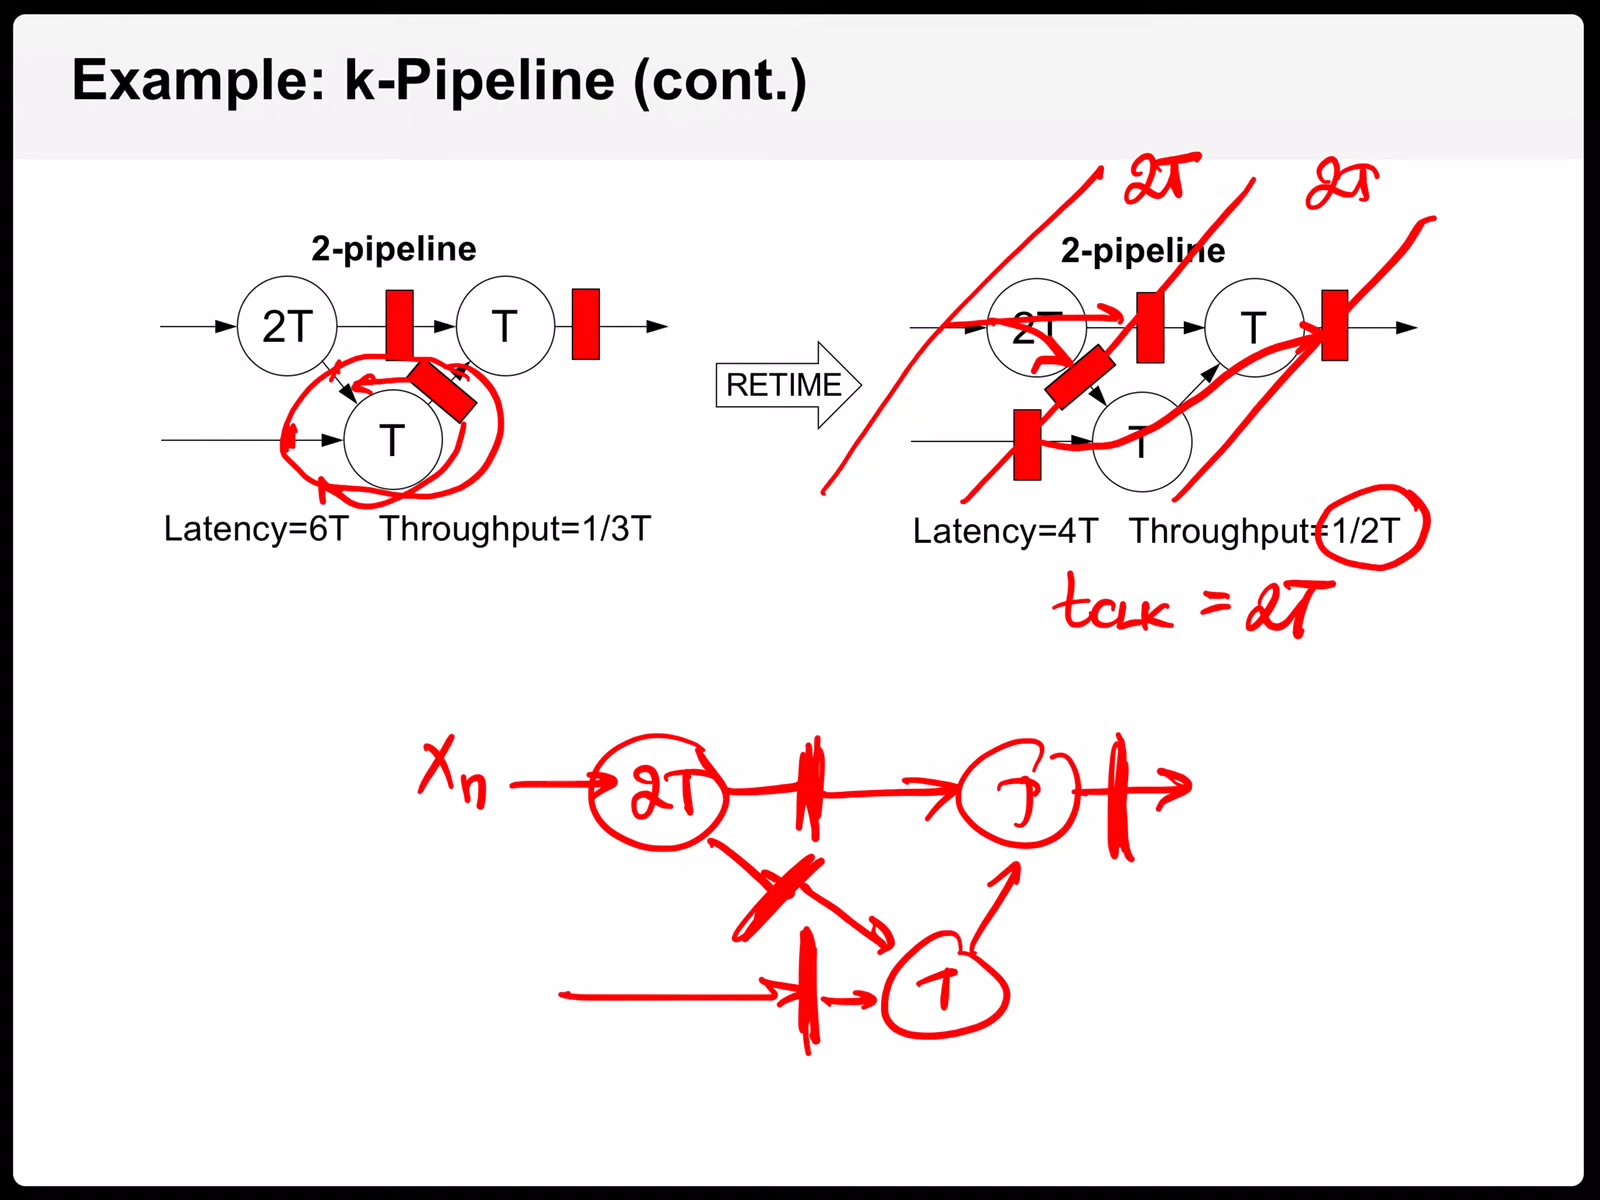 Example: k-Pipeline (cont.)
2T 2T
2-pipeline 2-pipeline
2T T 2T T
RETIME
T T
Latency=6T Throughput=1/3T Latency=4T Throughput=1/2T
tCLK = 2T
Xn 2T T
T